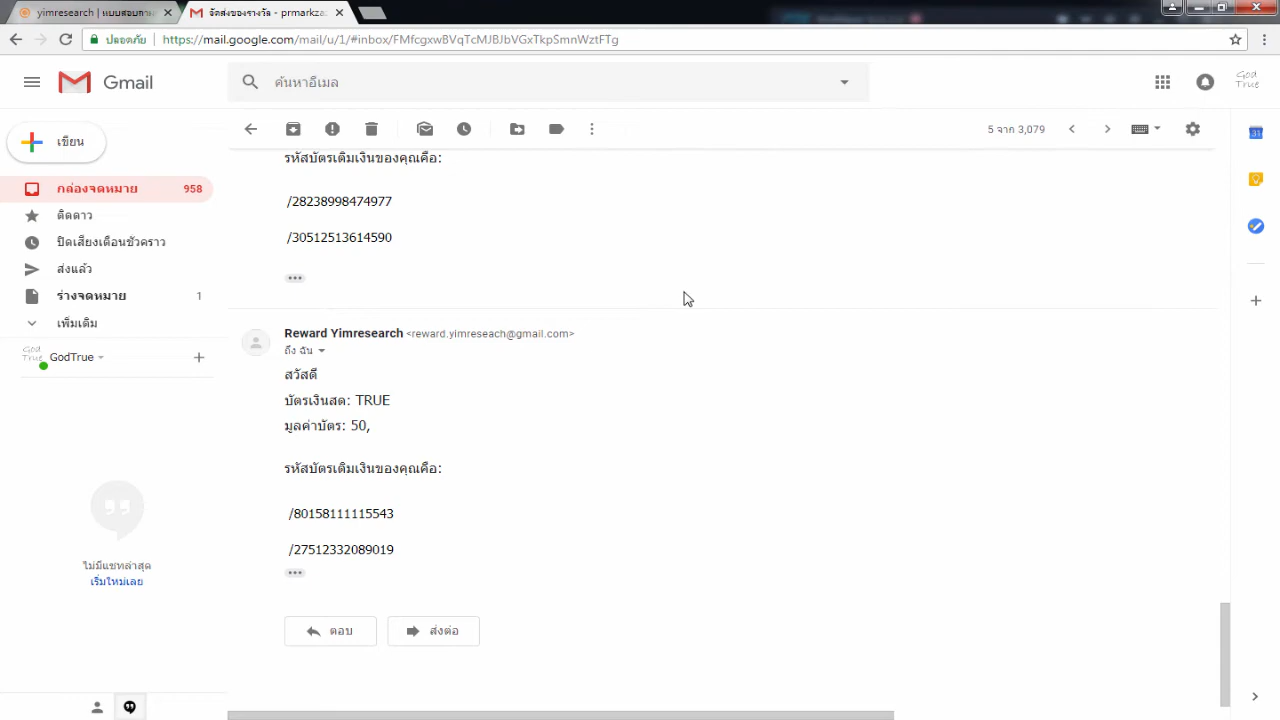 yimresearch | แบบสอบถาม
จัดส่งของรางวัล - prmarkza
ปลอดภัย
https://mail.google.com/mail/u/1/#inbox/FMfcgxwBVqTcMJBJbVGxTkpSmnWztFTg
Gmail
ค้นหาอีเมล
God
True
เขียน
5 จาก 3,079
31
รหัสบัตรเติมเงินของคุณคือ:
กล่องจดหมาย 958
/28238998474977
ติดดาว
ปิดเสียงเตือนชั่วคราว
/30512513614590
ส่งแล้ว
ร่างจดหมาย 1
เพิ่มเติม
God
True
GodTrue
Reward Yimresearch <reward.yimreseach@gmail.com>
ถึง ฉัน
สวัสดี
บัตรเงินสด: TRUE
มูลค่าบัตร: 50,
รหัสบัตรเติมเงินของคุณคือ:
/80158111115543
/27512332089019
ไม่มีแชทล่าสุด
เริ่มใหม่เลย
ตอบ
ส่งต่อ